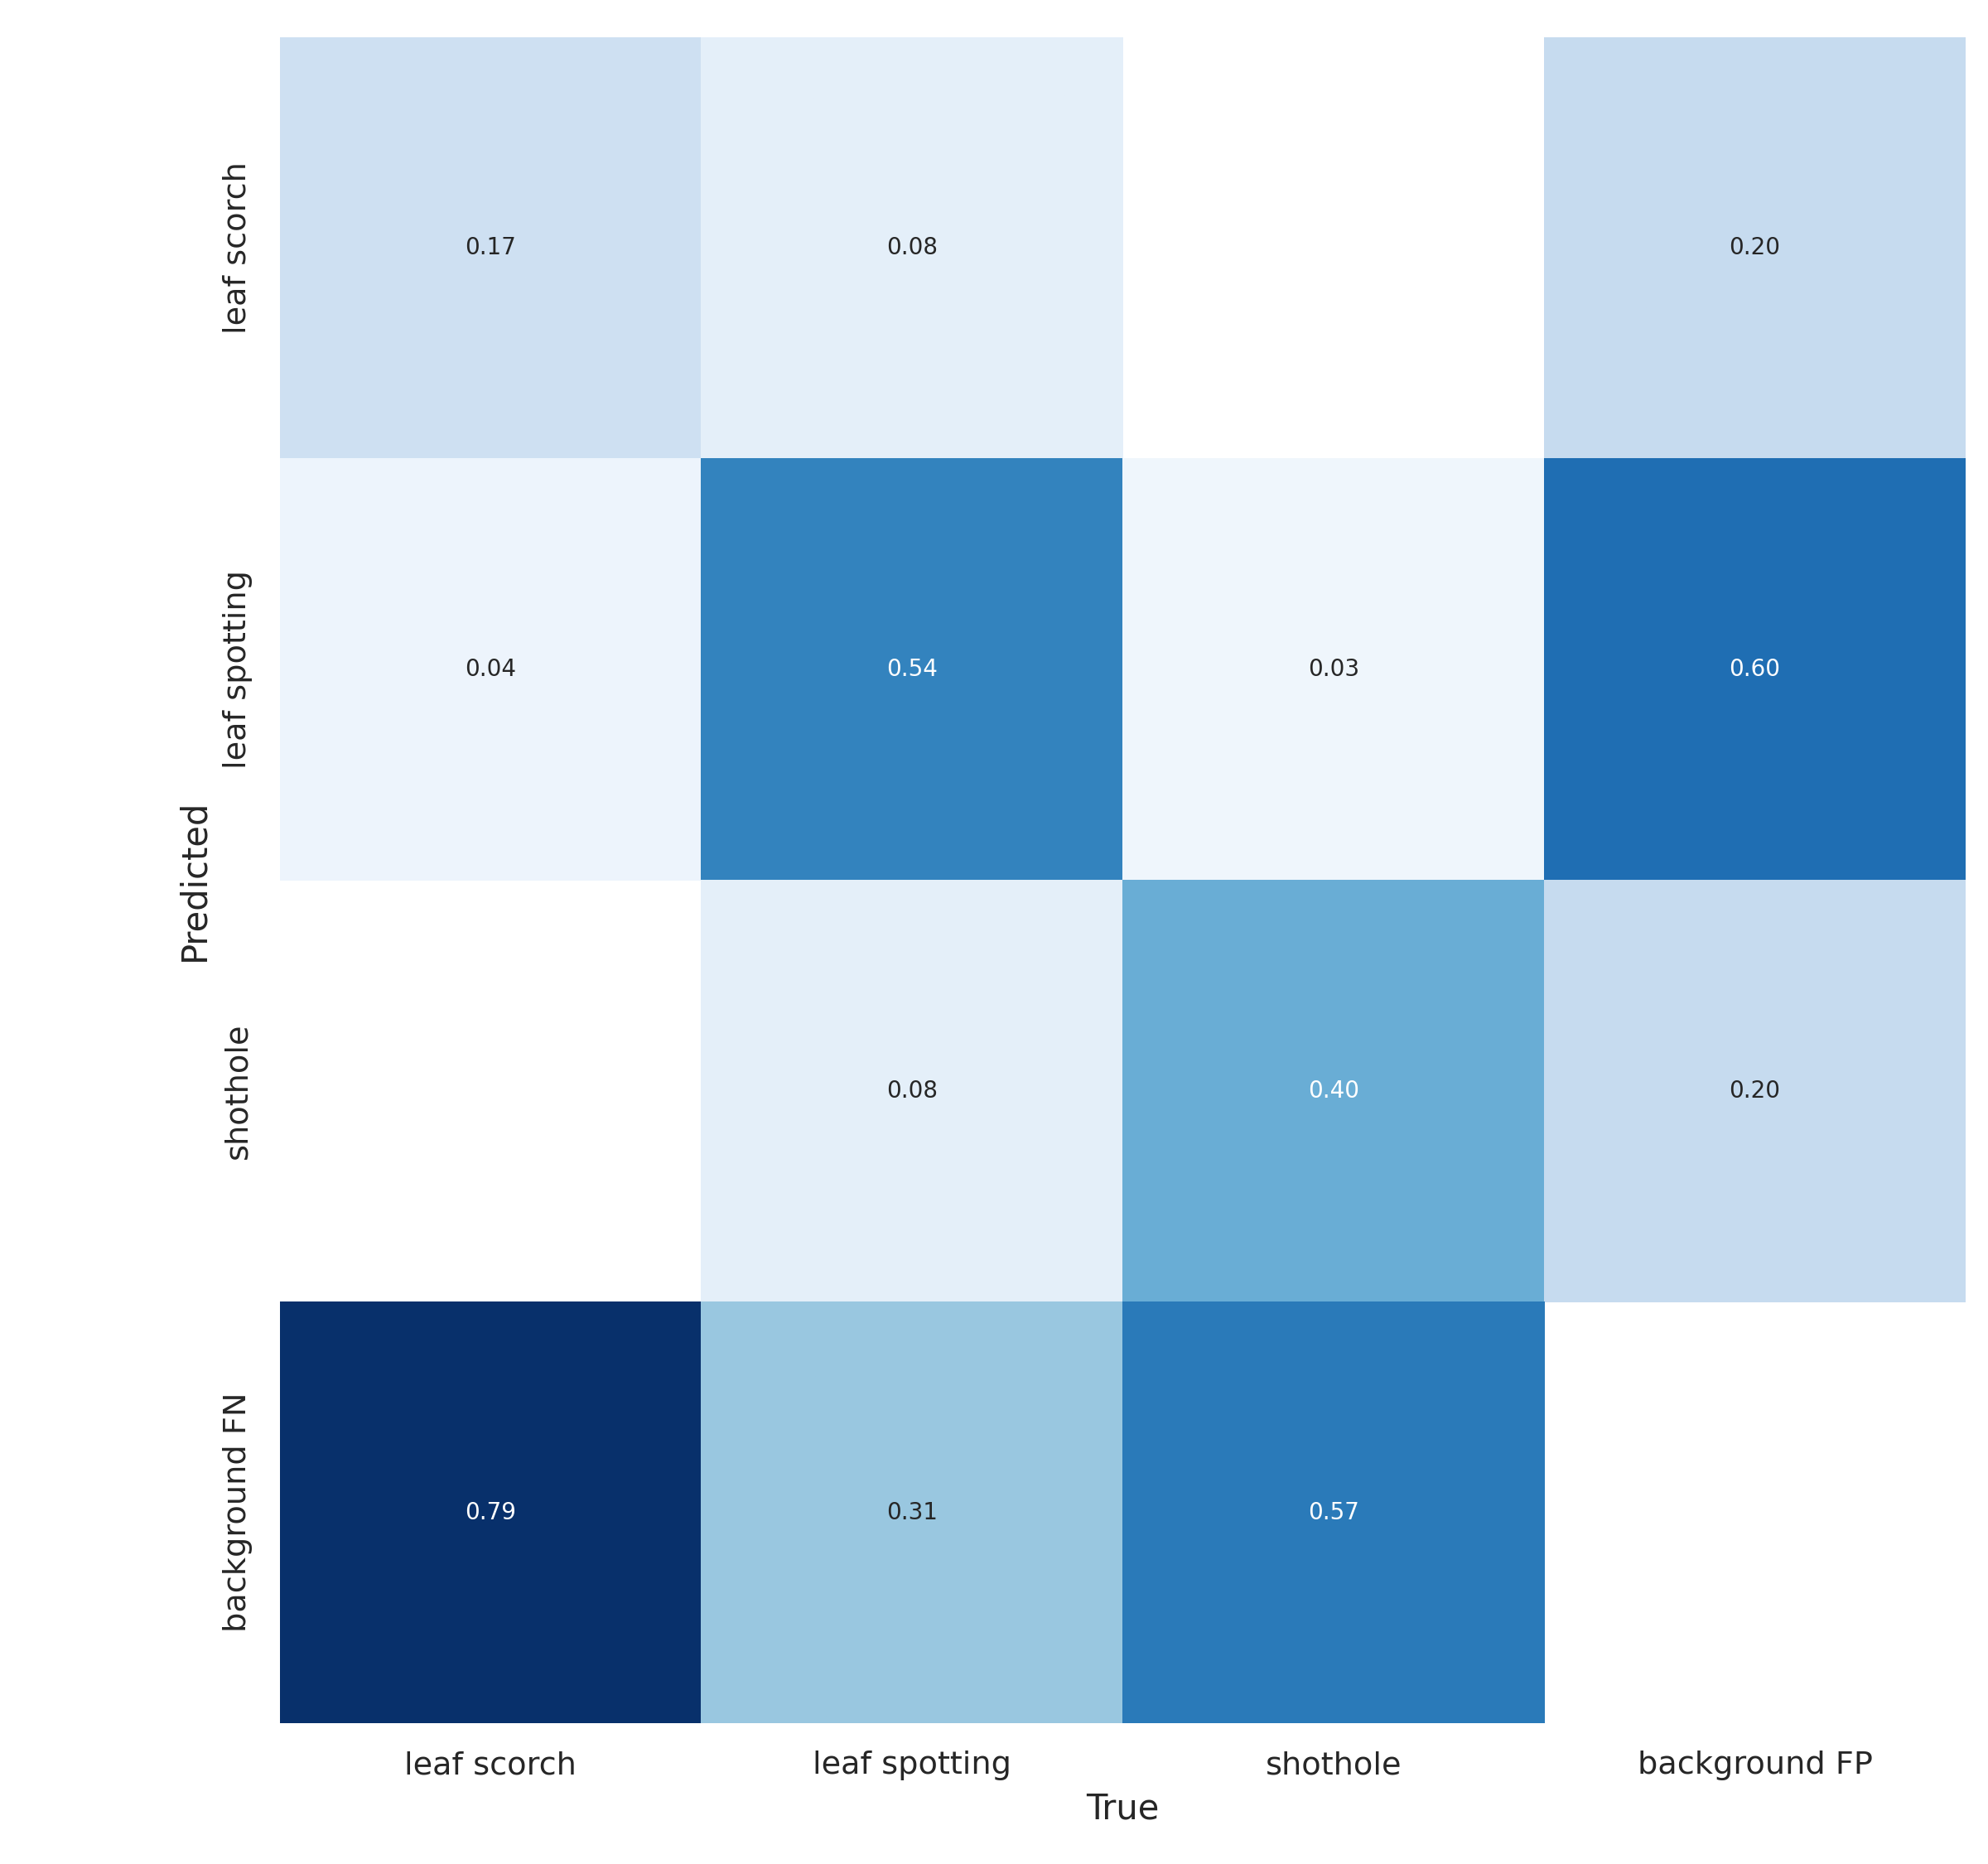 leaf scorch
0.17
0.08
0.20
leaf spotting
0.04
0.54
0.03
0.60
Predicted
shothole
0.08
0.40
0.20
background FN
0.79
0.31
0.57
leaf scorch
leaf spotting
shothole
background FP
True